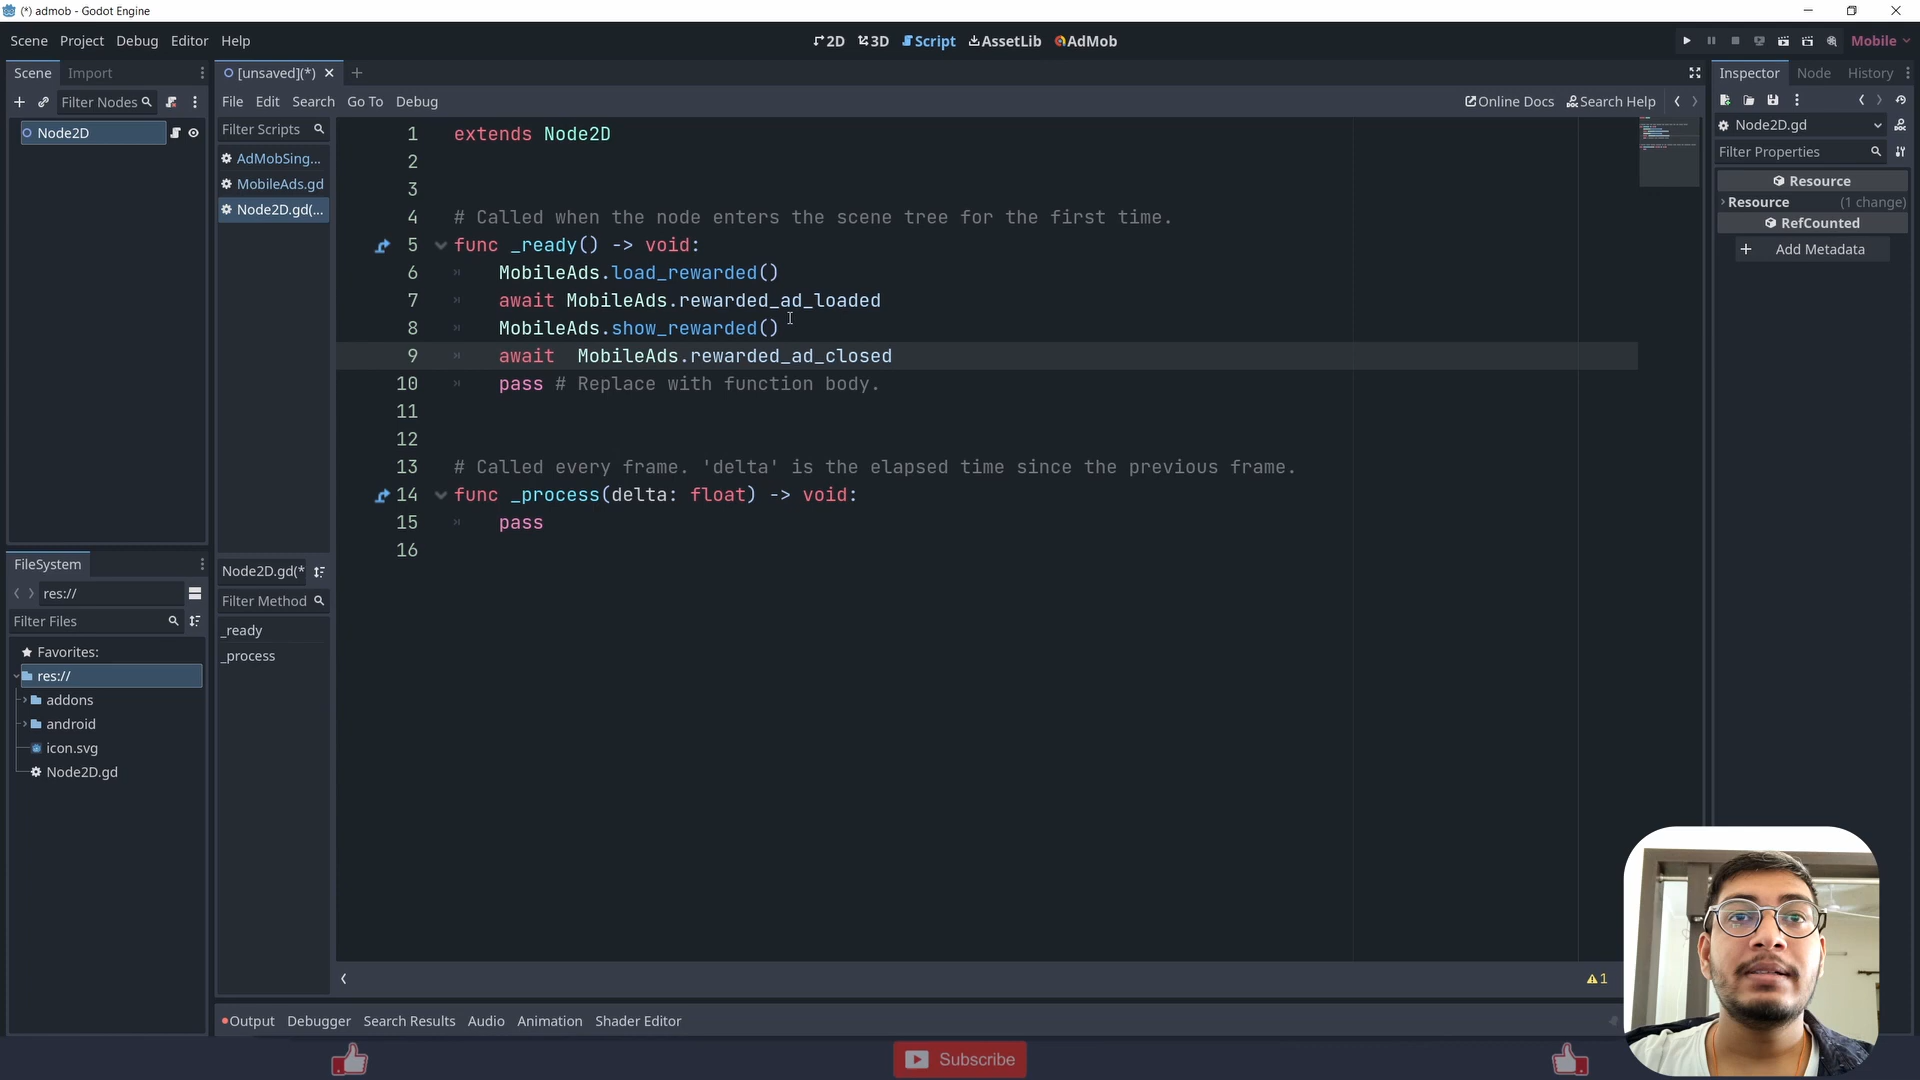 (*) admob - Godot Engine
Scene Project Debug Editor Help
2D 3D Script AssetLib AdMob
Mobile
Scene Import
[unsaved](*)
Inspector Node History
Filter Nodes
File Edit Search Go To Debug
Online Docs Search Help
Node2D
Filter Scripts
AdMobSing...
MobileAds.gd
Node2D.gd(...
Node2D.gd
Filter Properties
Resource
Resource (1 change)
RefCounted
Add Metadata
1 extends Node2D
2
3
4 # Called when the node enters the scene tree for the first time.
5 func _ready() -> void:
6 MobileAds.load_rewarded()
7 await MobileAds.rewarded_ad_loaded
8 MobileAds.show_rewarded()
9 await  MobileAds.rewarded_ad_closed
10 pass # Replace with function body.
11
12
13 # Called every frame. 'delta' is the elapsed time since the previous frame.
14 func _process(delta: float) -> void:
15 pass
16
FileSystem
res://
Filter Files
Favorites:
res://
addons
android
icon.svg
Node2D.gd
Node2D.gd(*
Filter Method
_ready
_process
1
Output Debugger Search Results Audio Animation Shader Editor
Subscribe